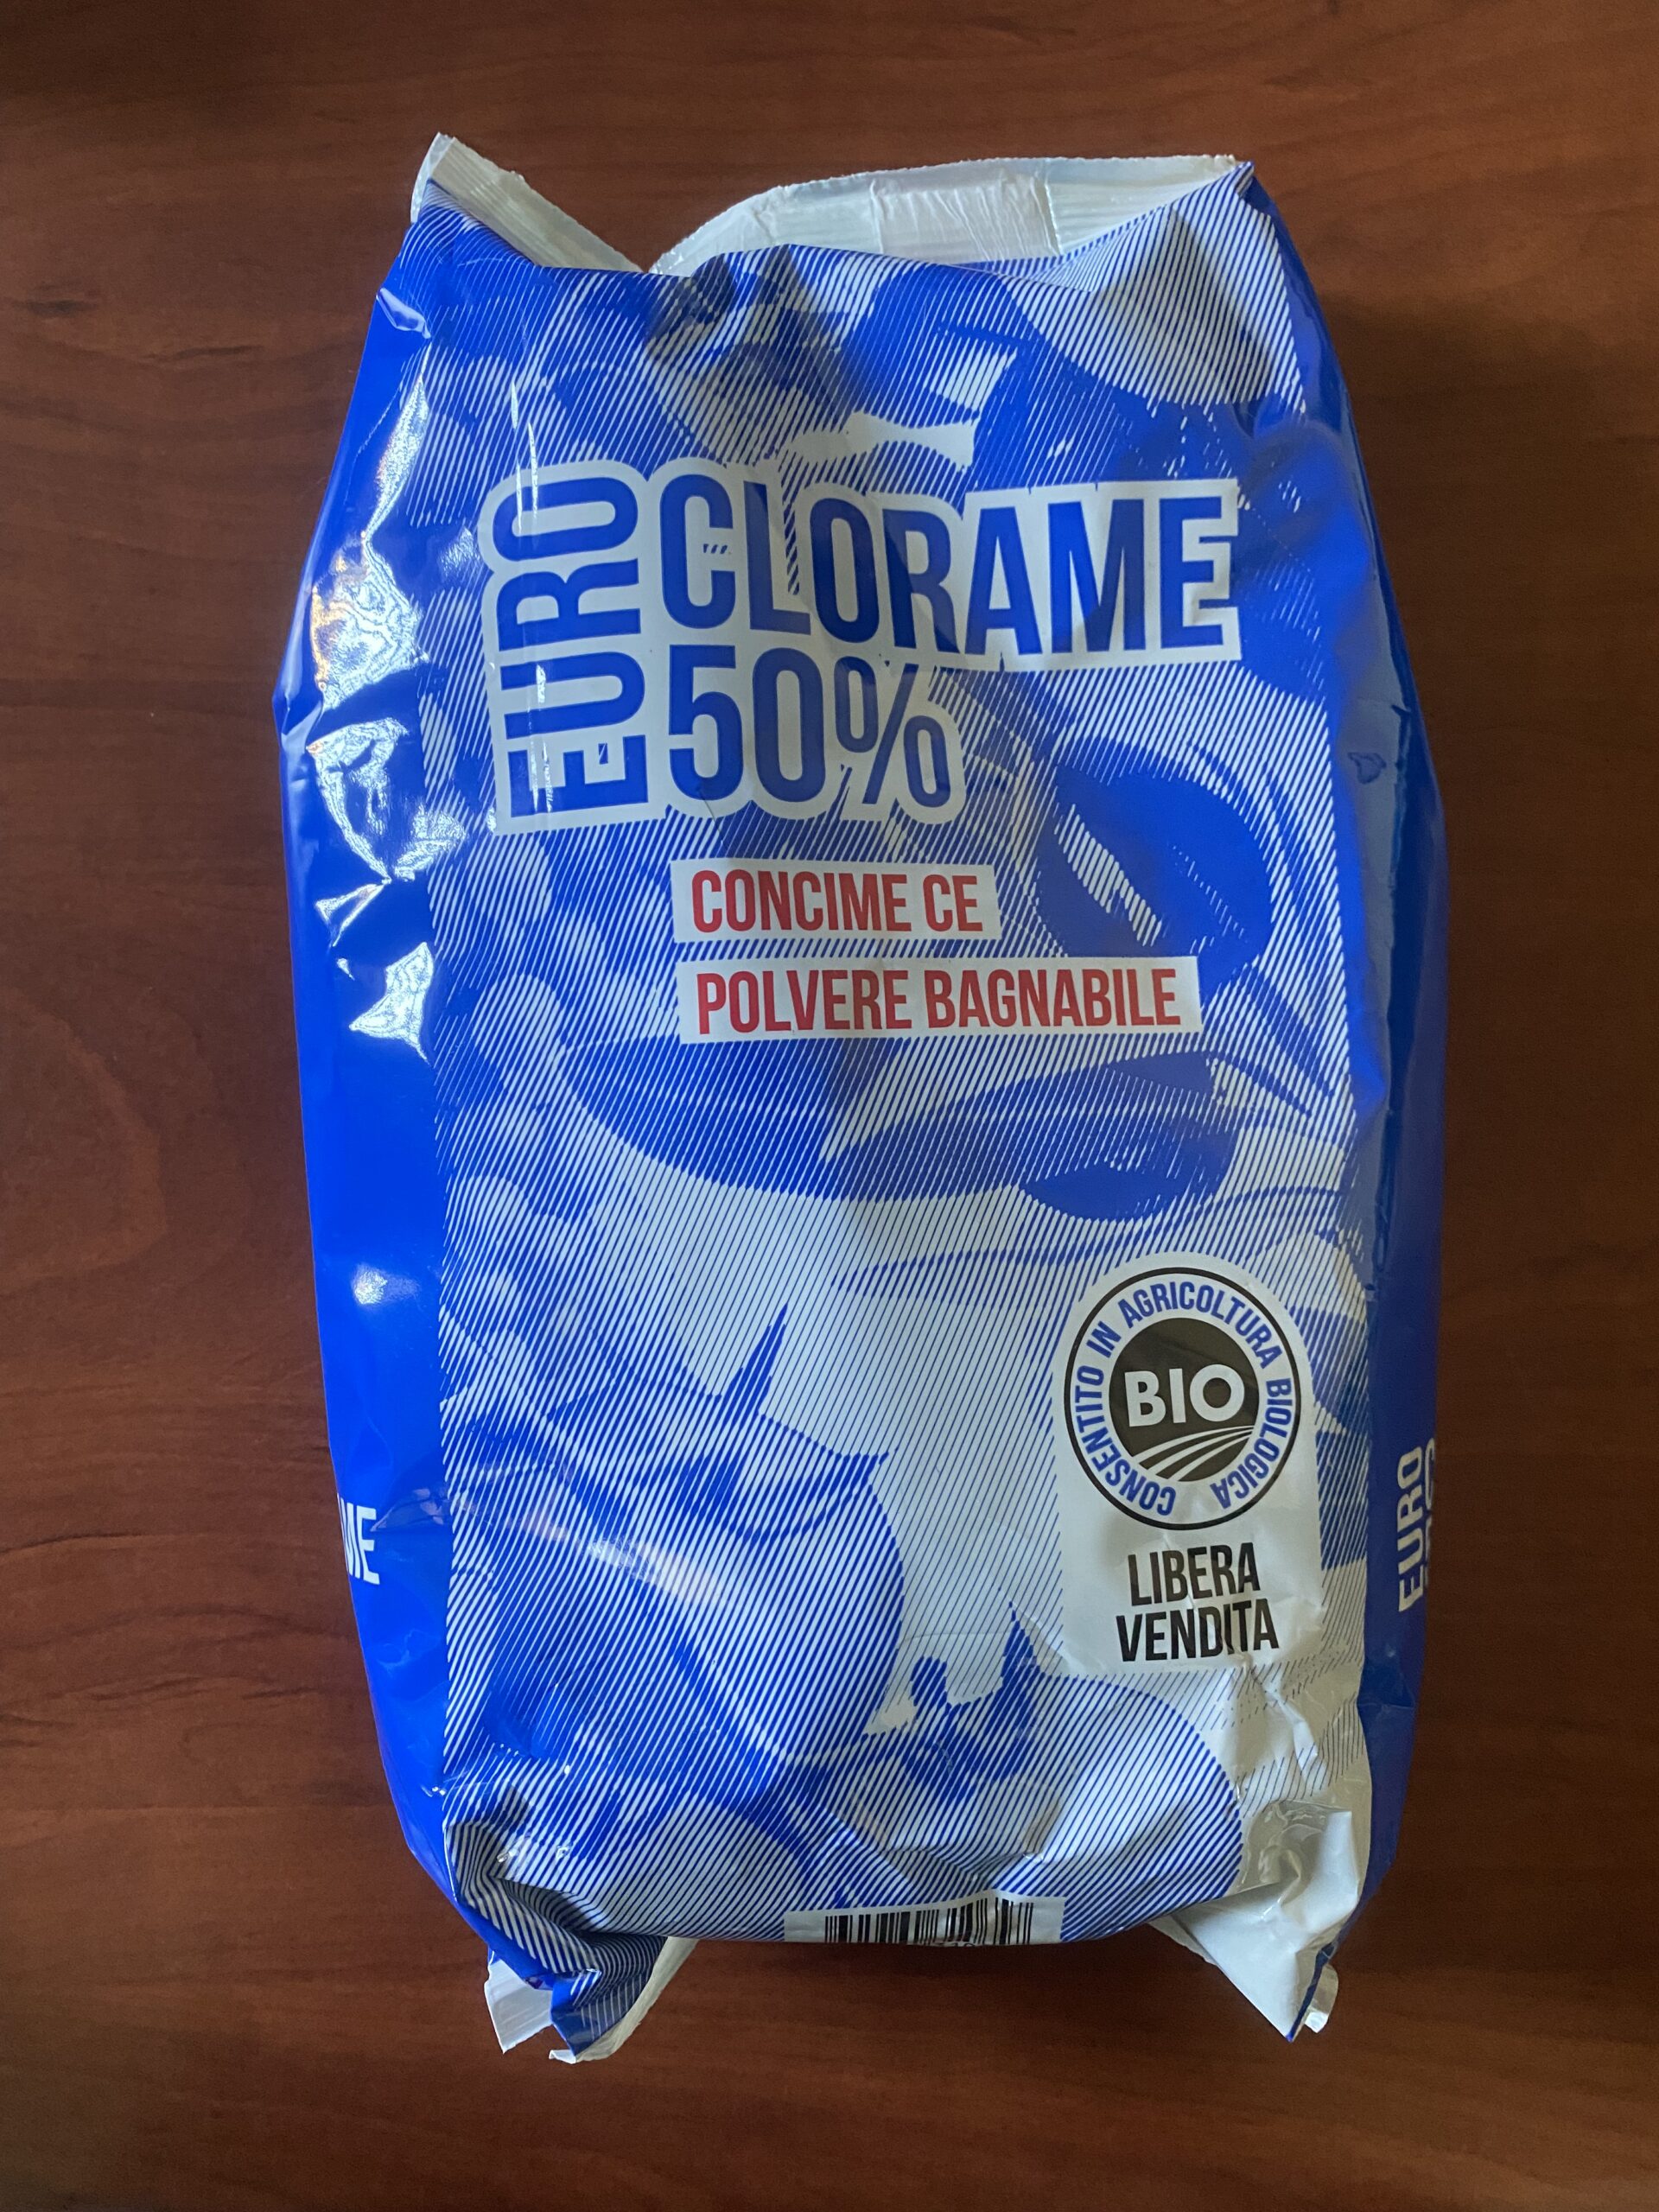 EURO
CLORAME
50%
CONCIME CE
POLVERE BAGNABILE
CONSENTITO IN AGRICOLTURA BIOLOGICA
BIO
LIBERA
VENDITA
EURO